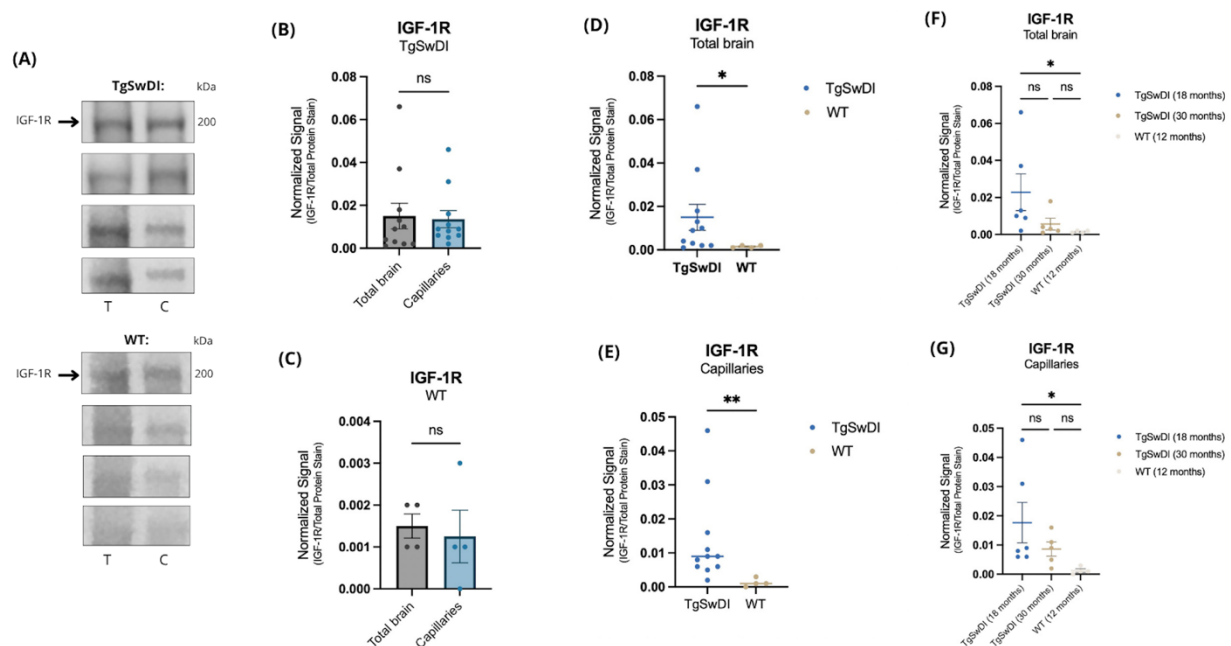 (A)
TgSwDI:
kDa
IGF-1R
200
T
C
WT:
kDa
IGF-1R
200
T
C
(B)
IGF-1R
TgSwDI
ns
Normalized Signal
(IGF-1R/Total Protein Stain)
0.08
0.06
0.04
0.02
0.00
Total brain
Capillaries
(C)
IGF-1R
WT
ns
Normalized Signal
(IGF-1R/Total Protein Stain)
0.004
0.003
0.002
0.001
0.000
Total brain
Capillaries
(D)
IGF-1R
Total brain
*
TgSwDI
WT
Normalized Signal
(IGF-1R/Total Protein Stain)
0.08
0.06
0.04
0.02
0.00
TgSwDI
WT
(E)
IGF-1R
Capillaries
**
TgSwDI
WT
Normalized Signal
(IGF-1R/Total Protein Stain)
0.05
0.04
0.03
0.02
0.01
0.00
TgSwDI
WT
(F)
IGF-1R
Total brain
*
ns
ns
TgSwDI (18 months)
TgSwDI (30 months)
WT (12 months)
Normalized Signal
(IGF-1R/Total Protein Stain)
0.08
0.06
0.04
0.02
0.00
TgSwDI (18 months)
TgSwDI (30 months)
WT (12 months)
(G)
IGF-1R
Capillaries
*
ns
ns
TgSwDI (18 months)
TgSwDI (30 months)
WT (12 months)
Normalized Signal
(IGF-1R/Total Protein Stain)
0.05
0.04
0.03
0.02
0.01
0.00
TgSwDI (18 months)
TgSwDI (30 months)
WT (12 months)